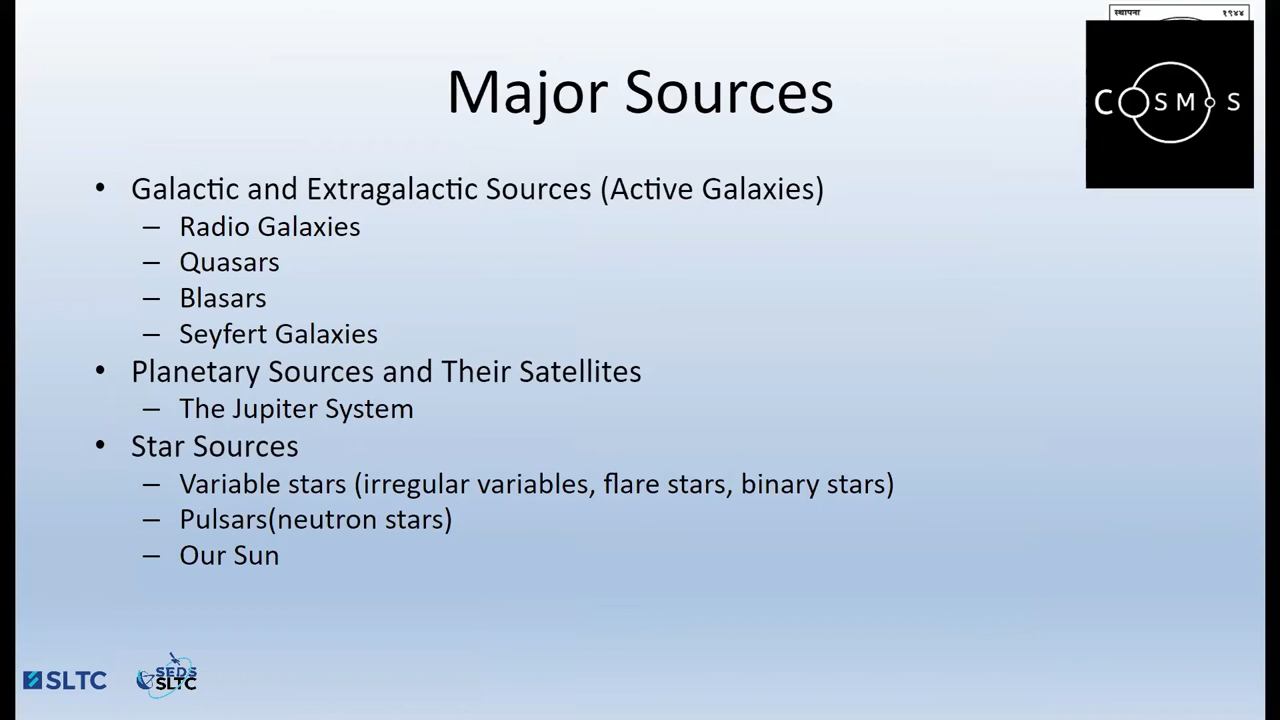 स्थापना १९४४
COSMOS
Major Sources
• Galactic and Extragalactic Sources (Active Galaxies)
– Radio Galaxies
– Quasars
– Blasars
– Seyfert Galaxies
• Planetary Sources and Their Satellites
– The Jupiter System
• Star Sources
– Variable stars (irregular variables, flare stars, binary stars)
– Pulsars(neutron stars)
– Our Sun
SLTC
SEDS
SLTC